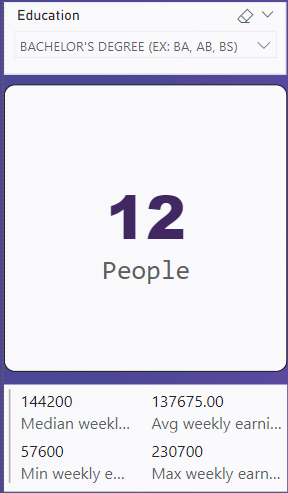 Education
BACHELOR'S DEGREE (EX: BA, AB, BS)
12
People
144200
Median weekl...
137675.00
Avg weekly earni...
57600
Min weekly e...
230700
Max weekly earn...